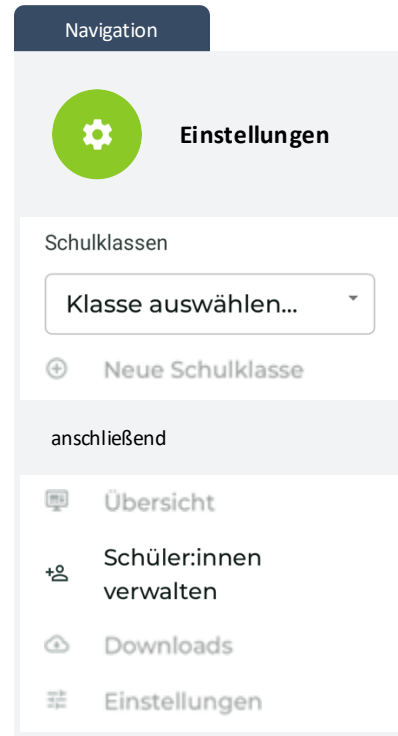 Navigation
Einstellungen
Schulklassen
Klasse auswählen...
Neue Schulklasse
anschließend
Übersicht
Schüler:innen
verwalten
Downloads
Einstellungen